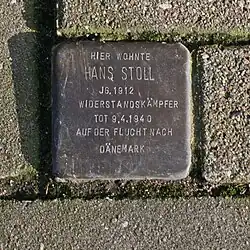 HIER WOHNTE
HANS STOLL
JG. 1912
WIDERSTANDSKÄMPFER
TOT 9.4.1940
AUF DER FLUCHT NACH
DÄNEMARK